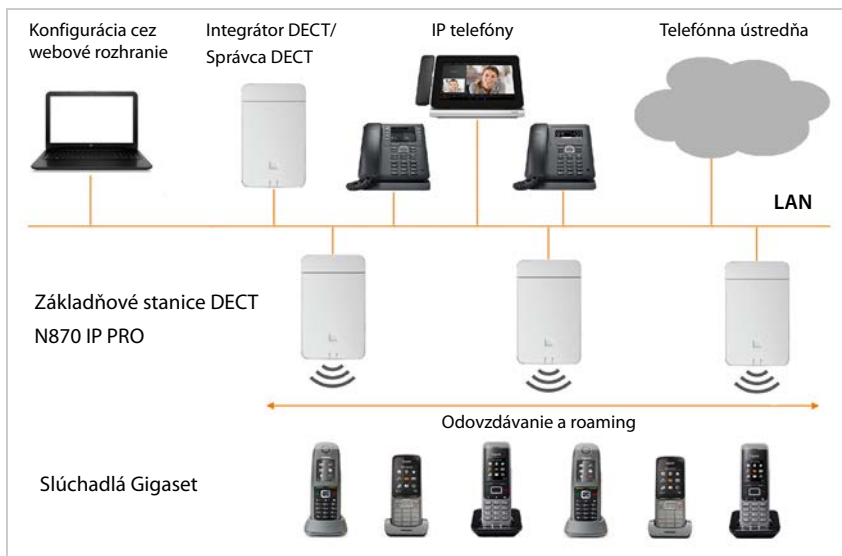 Konfigurácia cez
webové rozhranie
Integrátor DECT/
Správca DECT
IP telefóny
Telefónna ústredňa
LAN
Základňové stanice DECT
N870 IP PRO
Odovzdávanie a roaming
Slúchadlá Gigaset